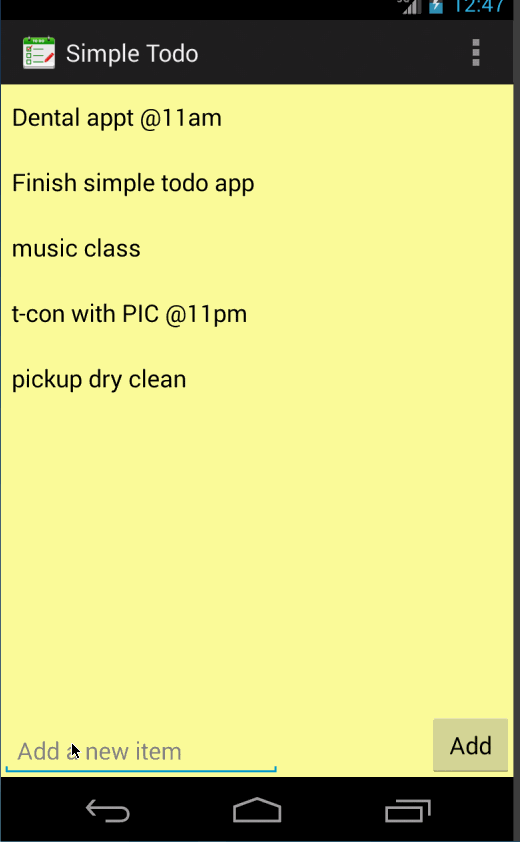 12:47
Simple Todo
Dental appt @11am
Finish simple todo app
music class
t-con with PIC @11pm
pickup dry clean
Add a new item
Add